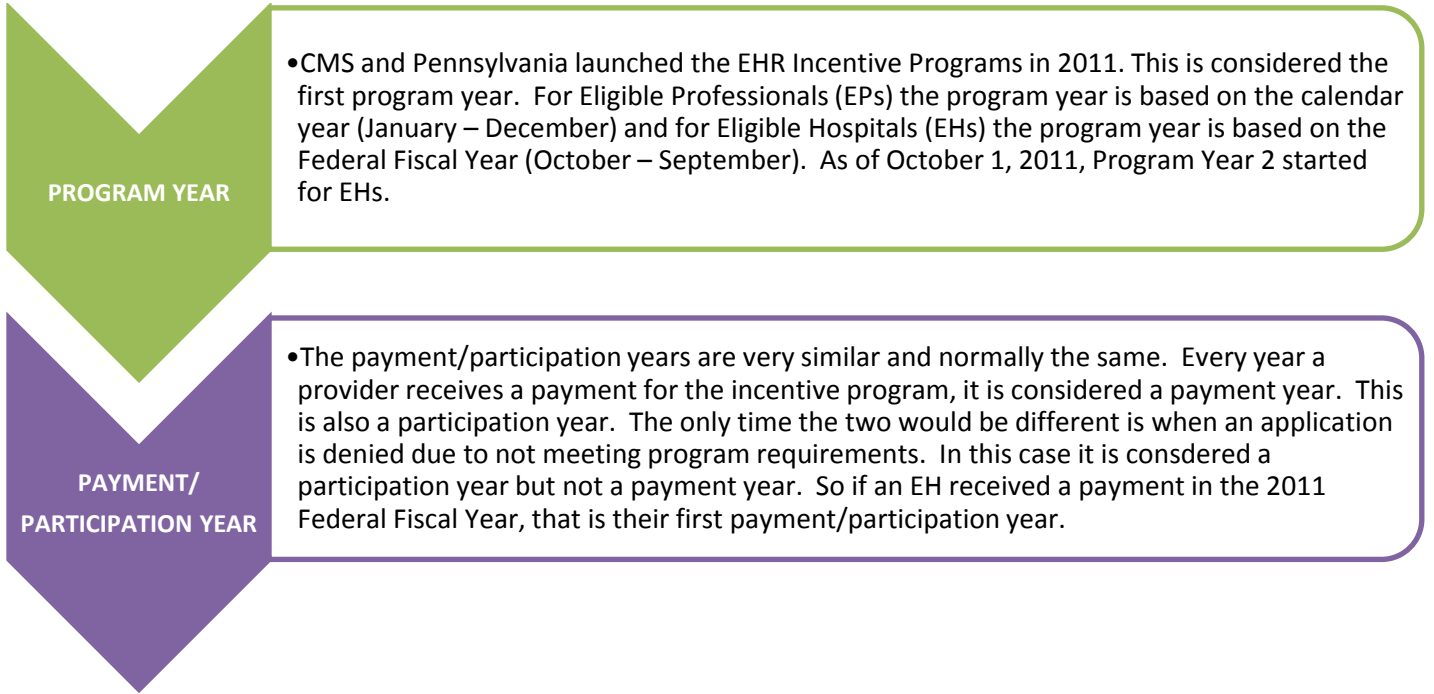 PROGRAM YEAR
•CMS and Pennsylvania launched the EHR Incentive Programs in 2011. This is considered the
first program year.  For Eligible Professionals (EPs) the program year is based on the calendar
year (January – December) and for Eligible Hospitals (EHs) the program year is based on the
Federal Fiscal Year (October – September).  As of October 1, 2011, Program Year 2 started
for EHs.
PAYMENT/
PARTICIPATION YEAR
•The payment/participation years are very similar and normally the same.  Every year a
provider receives a payment for the incentive program, it is considered a payment year.  This
is also a participation year.  The only time the two would be different is when an application
is denied due to not meeting program requirements.  In this case it is consdered a
participation year but not a payment year.  So if an EH received a payment in the 2011
Federal Fiscal Year, that is their first payment/participation year.